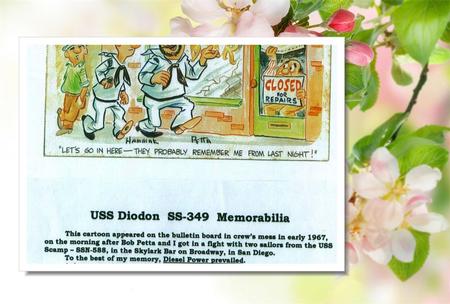 CLOSED
FOR
REPAIRS
Petta
"LET'S GO IN HERE — THEY PROBABLY REMEMBER ME FROM LAST NIGHT!"
USS Diodon SS-349 Memorabilia
This cartoon appeared on the bulletin board in crew's mess in early 1967,
on the morning after Bob Petta and I got in a fight with two sailors from the USS
Scamp – SSN-588, in the Skylark Bar on Broadway, in San Diego.
To the best of my memory, Diesel Power prevailed.